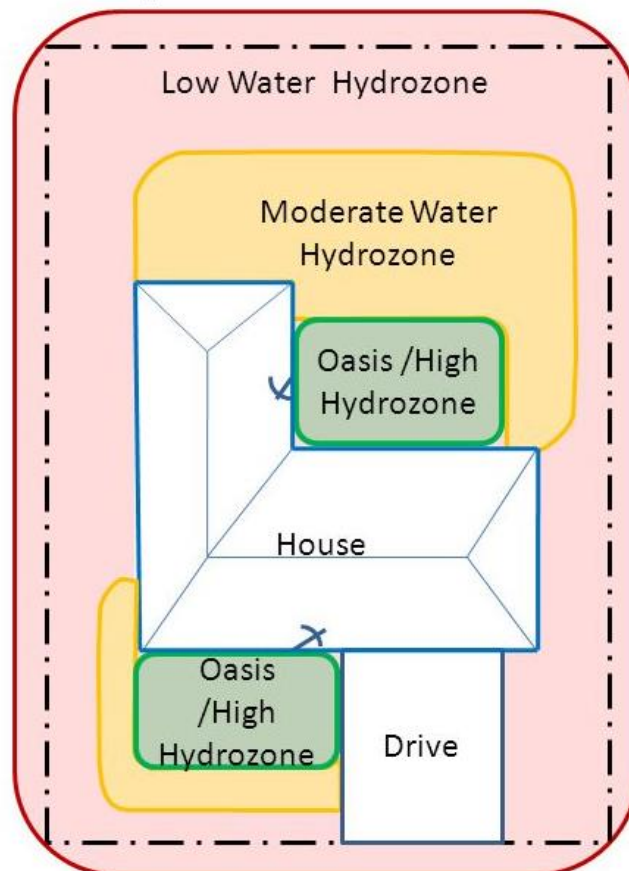 Low Water Hydrozone
Moderate Water
Hydrozone
Oasis /High
Hydrozone
House
Oasis
/High
Hydrozone
Drive